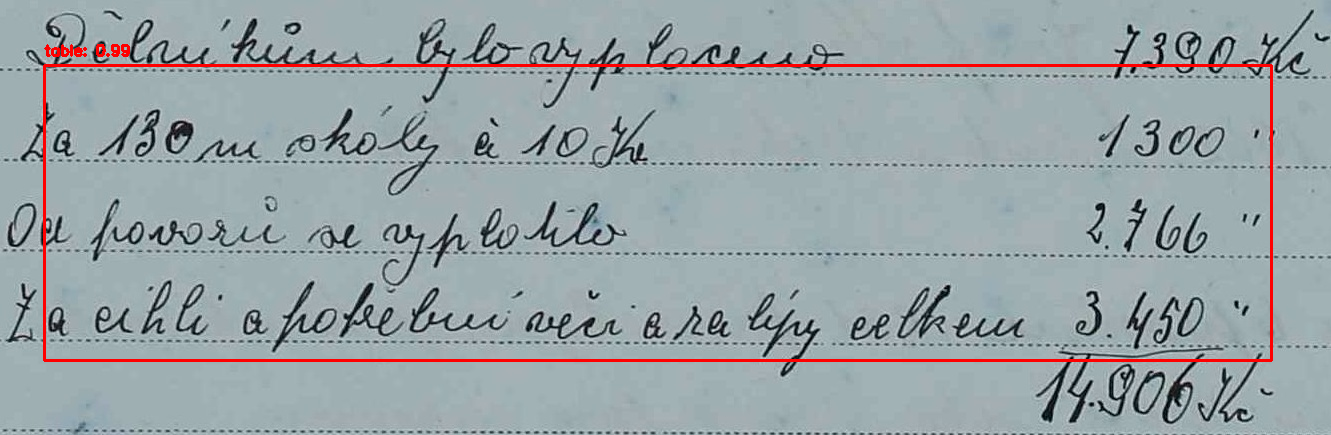 table: 0.99
Dělníkům bylo vyplaceno 7.390 Kč
Za 130 m skály à 10 Kč 1300 "
Od povozů se vyplatilo 2.766 "
Za cihli a potřební věci a za lípy celkem 3.450 "
14.906 Kč